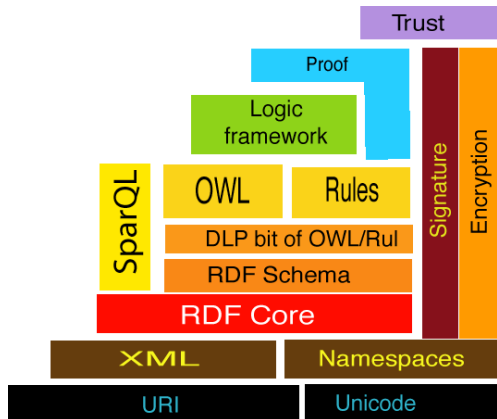 Trust
Proof
Logic
framework
SparQL
OWL
Rules
Signature
Encryption
DLP bit of OWL/Rul
RDF Schema
RDF Core
XML
Namespaces
URI
Unicode